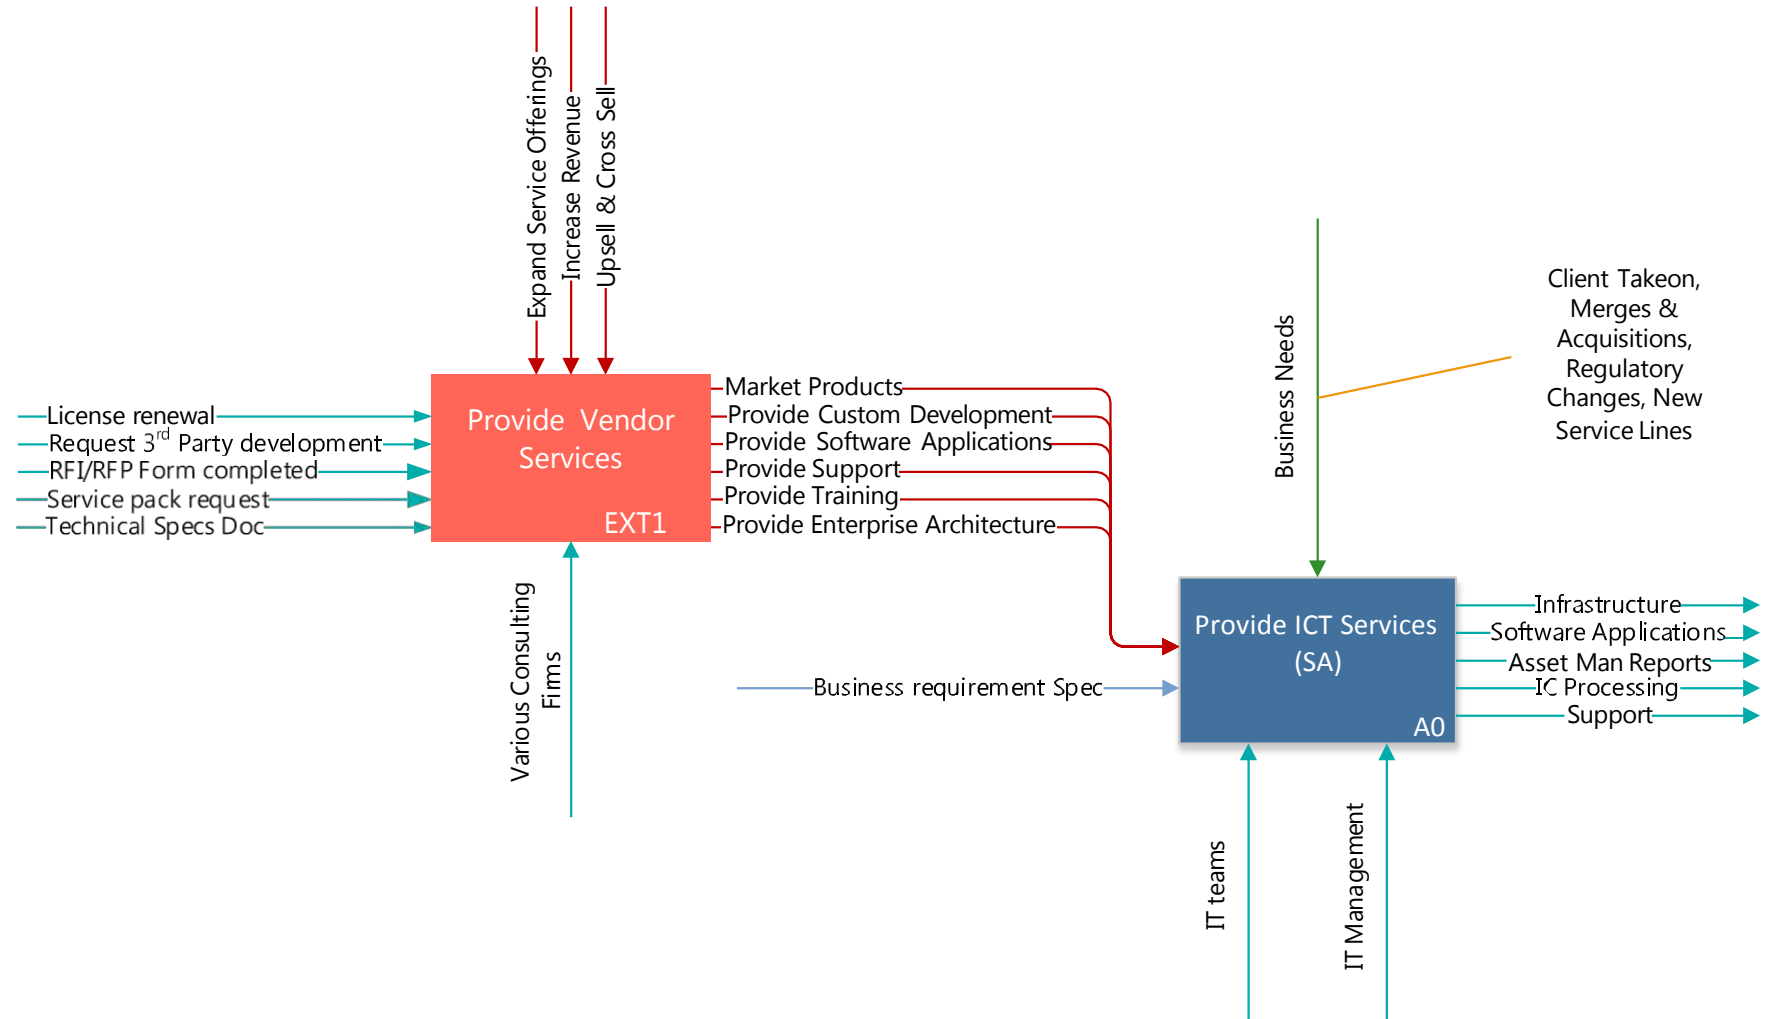 Expand Service Offerings
Increase Revenue
Upsell & Cross Sell
License renewal
Request 3rd Party development
RFI/RFP Form completed
Service pack request
Technical Specs Doc
Provide Vendor
Services
EXT1
Various Consulting
Firms
Market Products
Provide Custom Development
Provide Software Applications
Provide Support
Provide Training
Provide Enterprise Architecture
Business Needs
Client Takeon,
Merges &
Acquisitions,
Regulatory
Changes, New
Service Lines
Business requirement Spec
Provide ICT Services
(SA)
A0
Infrastructure
Software Applications
Asset Man Reports
IC Processing
Support
IT teams
IT Management